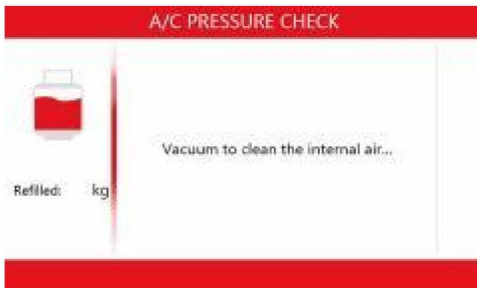 A/C PRESSURE CHECK
Vacuum to clean the internal air...
Refilled: kg